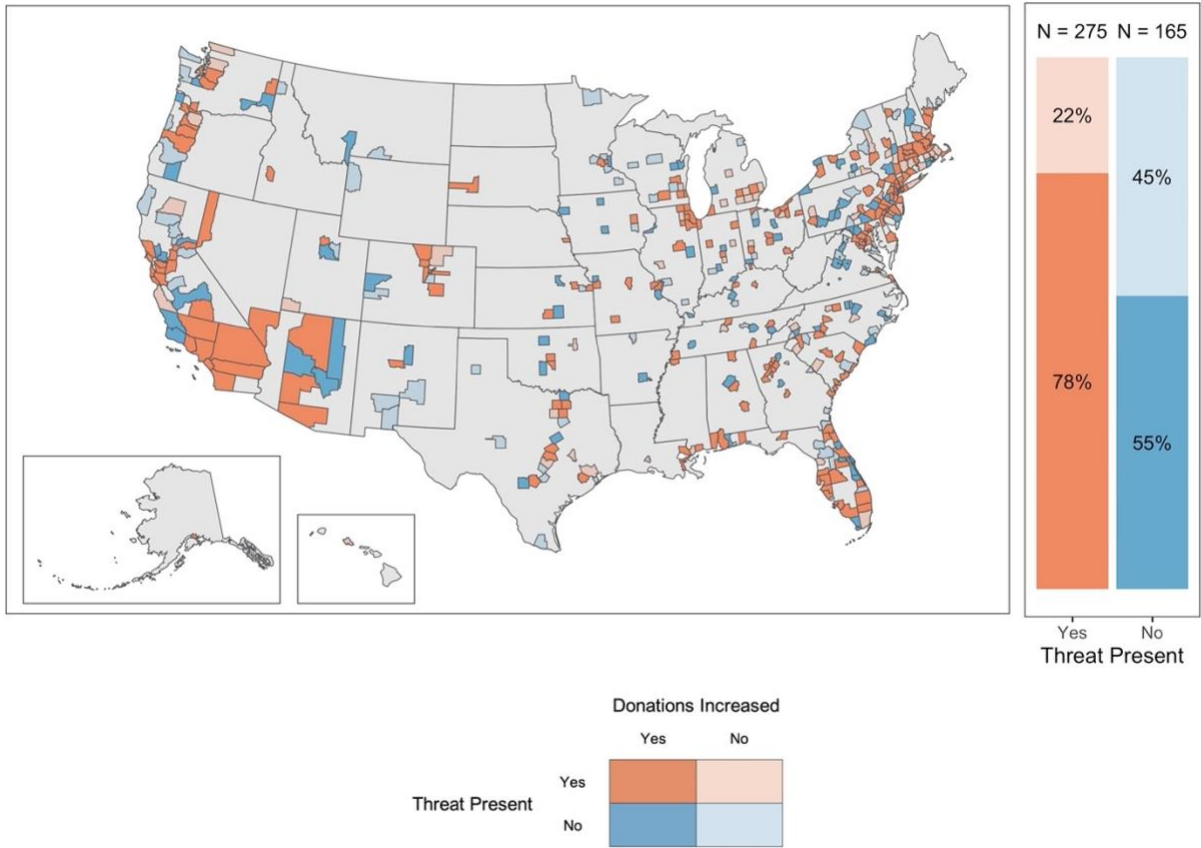 N = 275 N = 165
22%
45%
78%
55%
Yes No
Threat Present
Donations Increased
Yes No
Yes
Threat Present
No